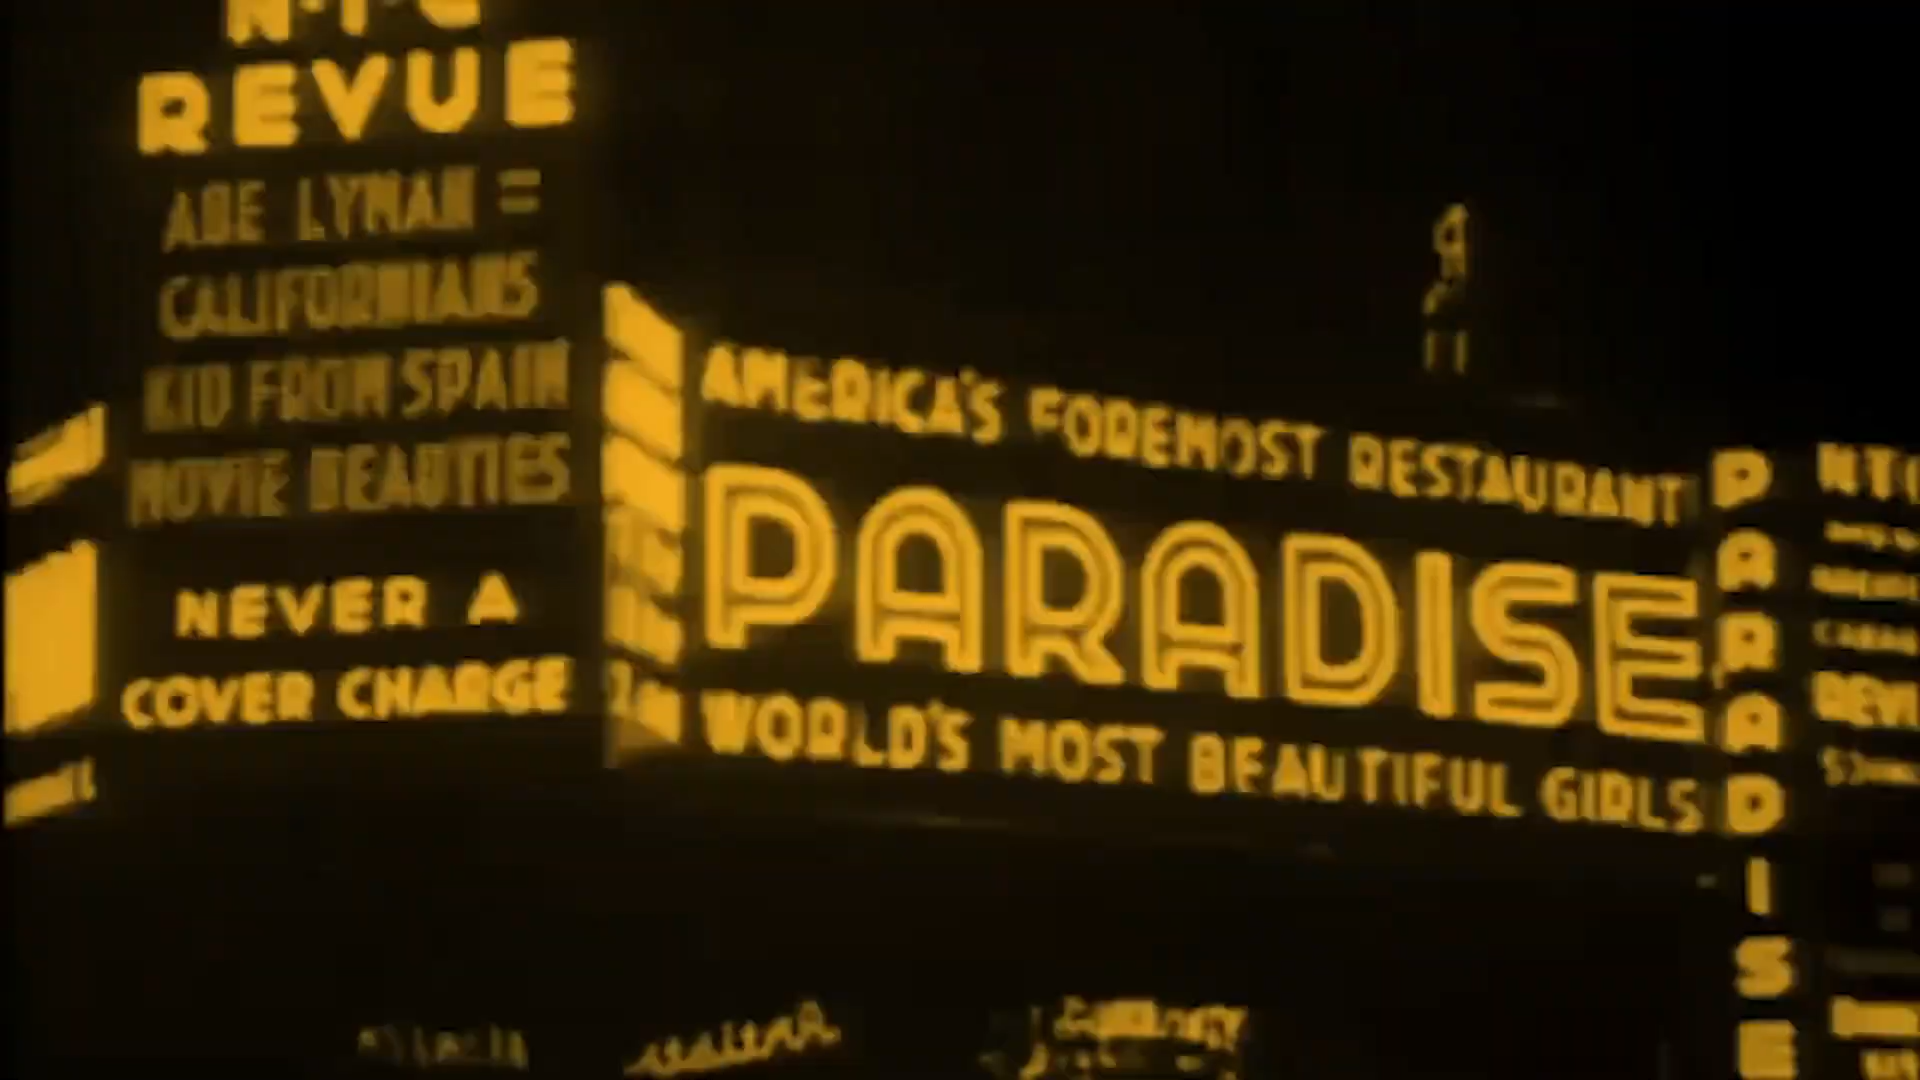 REVUE
ABE LYMAN =
CALIFORNIANS
KID FROM SPAIN
MOVIE BEAUTIES
NEVER A
COVER CHARGE
AMERICA'S FOREMOST RESTAURANT
PARADISE
WORLD'S MOST BEAUTIFUL GIRLS
PARADISE